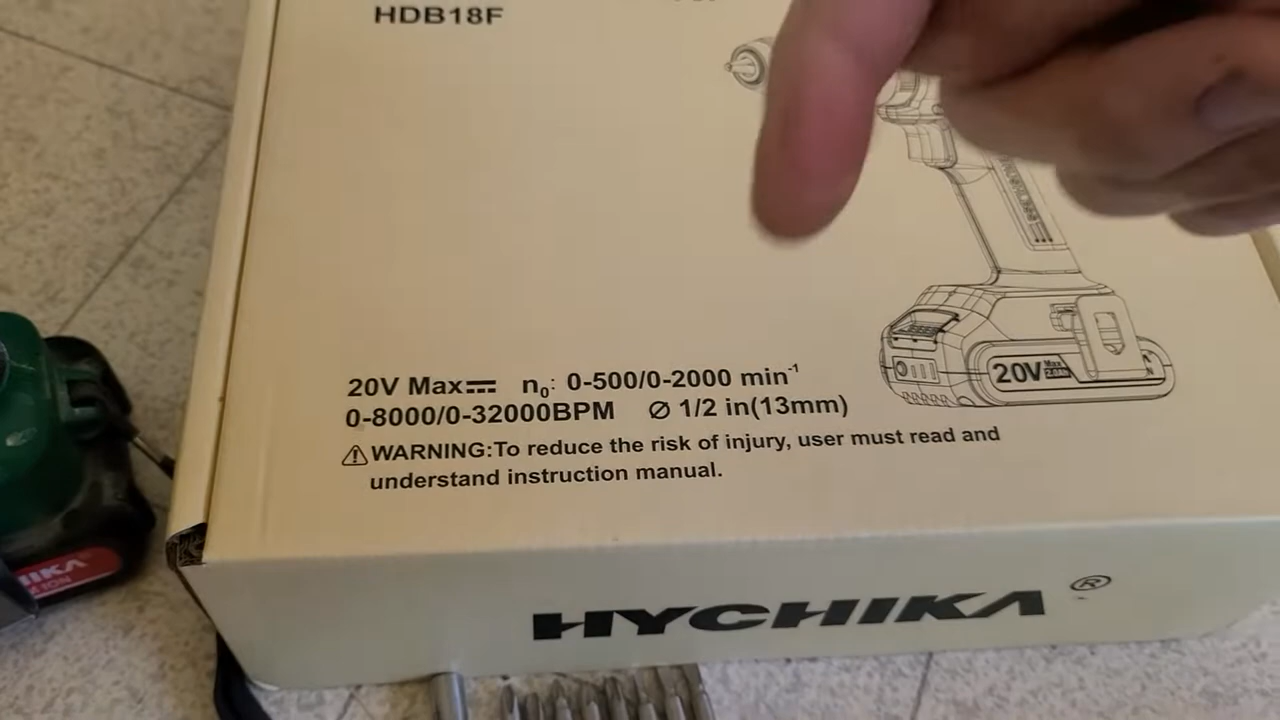 HDB18F
20V Max⎓ n₀: 0-500/0-2000 min⁻¹
0-8000/0-32000BPM ⌀ 1/2 in(13mm)
⚠ WARNING:To reduce the risk of injury, user must read and
understand instruction manual.
20V Max
HYCHIKA®